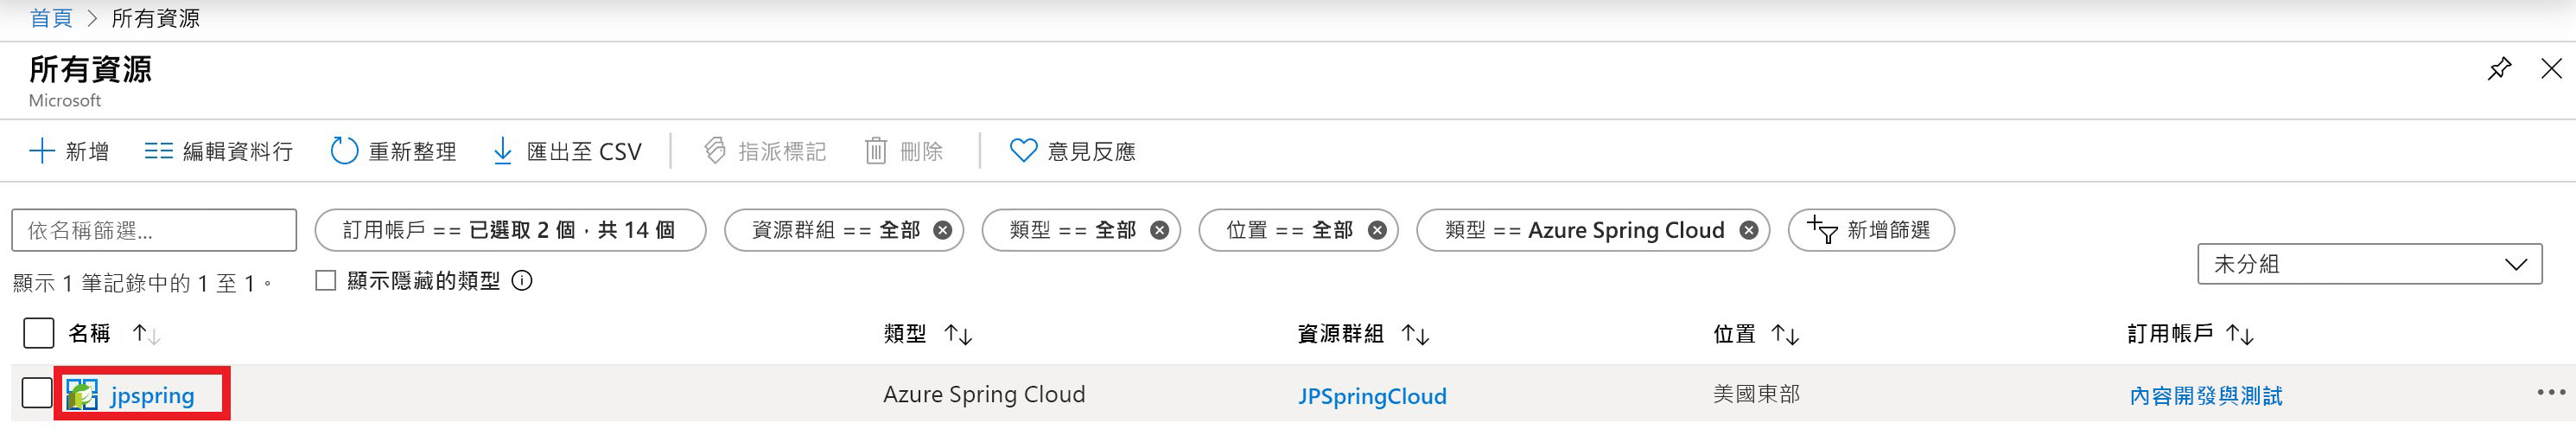 首頁 > 所有資源
所有資源
Microsoft
新增 編輯資料行 重新整理 匯出至 CSV 指派標記 刪除 意見反應
依名稱篩選... 訂用帳戶 == 已選取 2 個，共 14 個 資源群組 == 全部 類型 == 全部 位置 == 全部 類型 == Azure Spring Cloud 新增篩選
顯示 1 筆記錄中的 1 至 1。 顯示隱藏的類型 未分組
名稱 類型 資源群組 位置 訂用帳戶
jpspring Azure Spring Cloud JPSpringCloud 美國東部 內容開發與測試